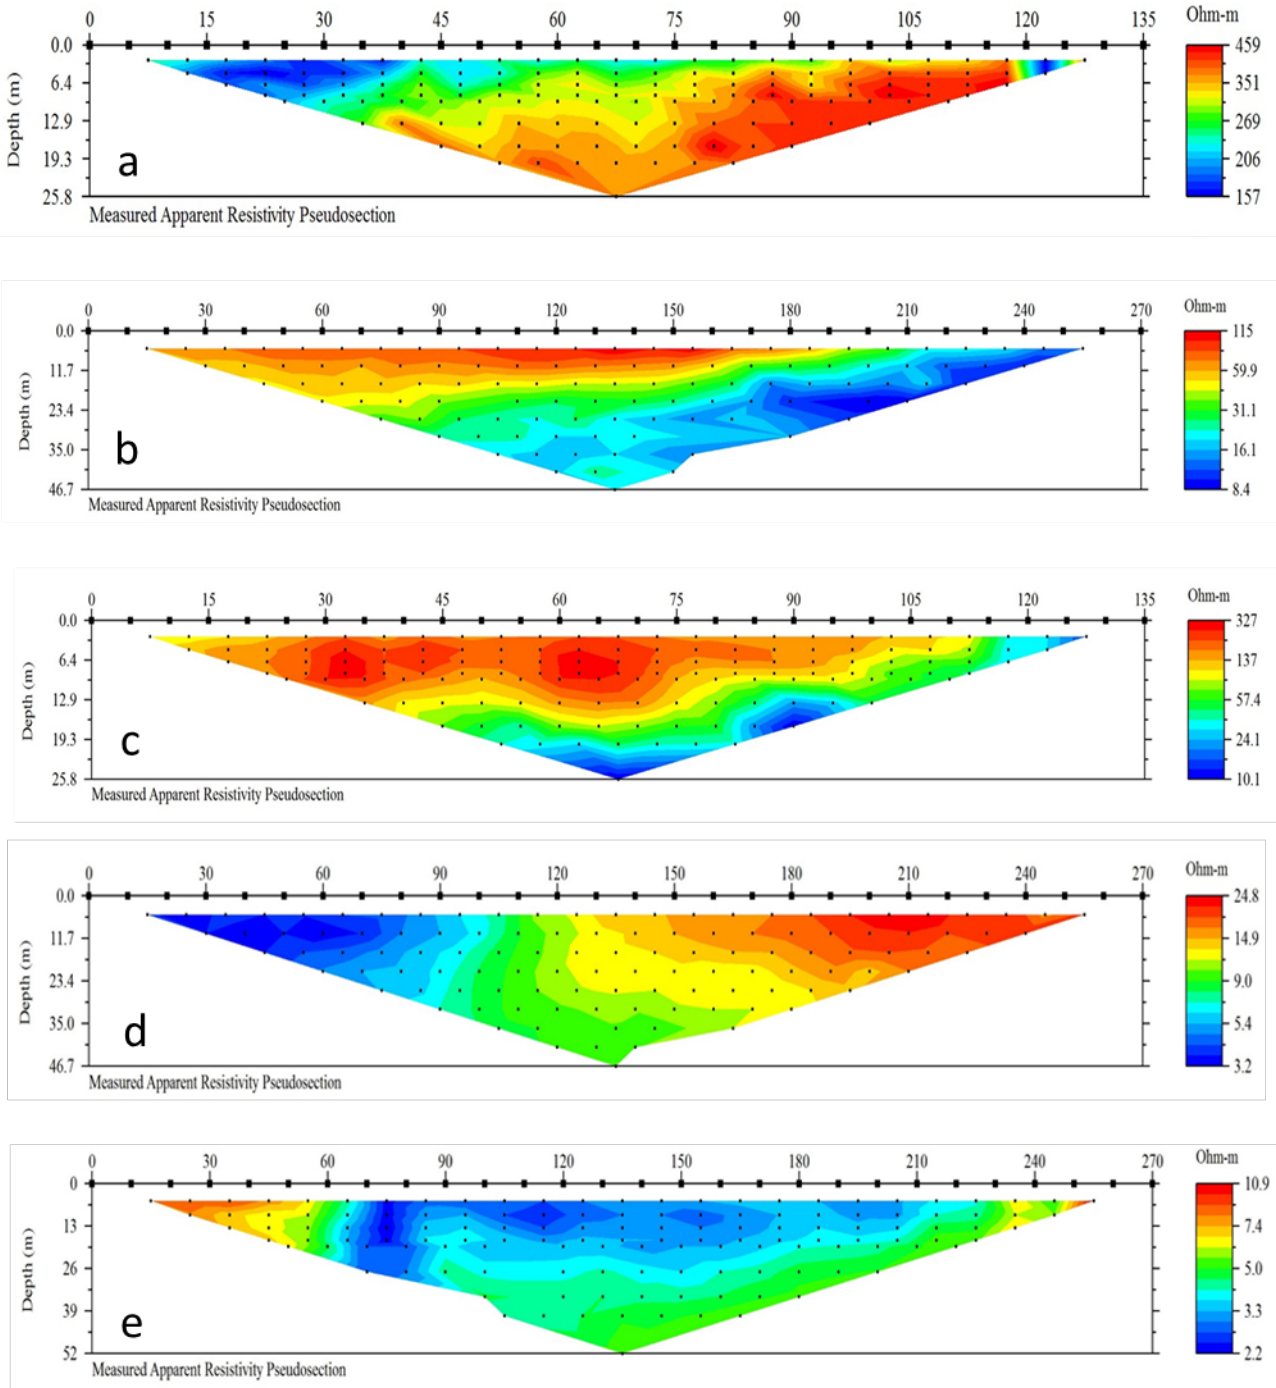 0 15 30 45 60 75 90 105 120 135 Ohm-m
0.0 459
6.4 351
12.9 269
19.3 206
25.8 157
Depth (m)
a
Measured Apparent Resistivity Pseudosection
0 30 60 90 120 150 180 210 240 270 Ohm-m
0.0 115
11.7 59.9
23.4 31.1
35.0 16.1
46.7 8.4
Depth (m)
b
Measured Apparent Resistivity Pseudosection
0 15 30 45 60 75 90 105 120 135 Ohm-m
0.0 327
6.4 137
12.9 57.4
19.3 24.1
25.8 10.1
Depth (m)
c
Measured Apparent Resistivity Pseudosection
0 30 60 90 120 150 180 210 240 270 Ohm-m
0.0 24.8
11.7 14.9
23.4 9.0
35.0 5.4
46.7 3.2
Depth (m)
d
Measured Apparent Resistivity Pseudosection
0 30 60 90 120 150 180 210 240 270 Ohm-m
0 10.9
13 7.4
26 5.0
39 3.3
52 2.2
Depth (m)
e
Measured Apparent Resistivity Pseudosection